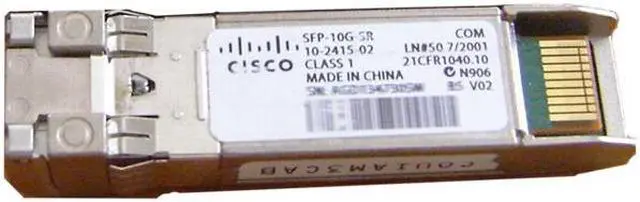 CISCO
SFP-10G-SR COM
10-2415-02 LN#50 7/2001
CLASS 1 21CFR1040.10
MADE IN CHINA N906
V02
COUIAM3CAB